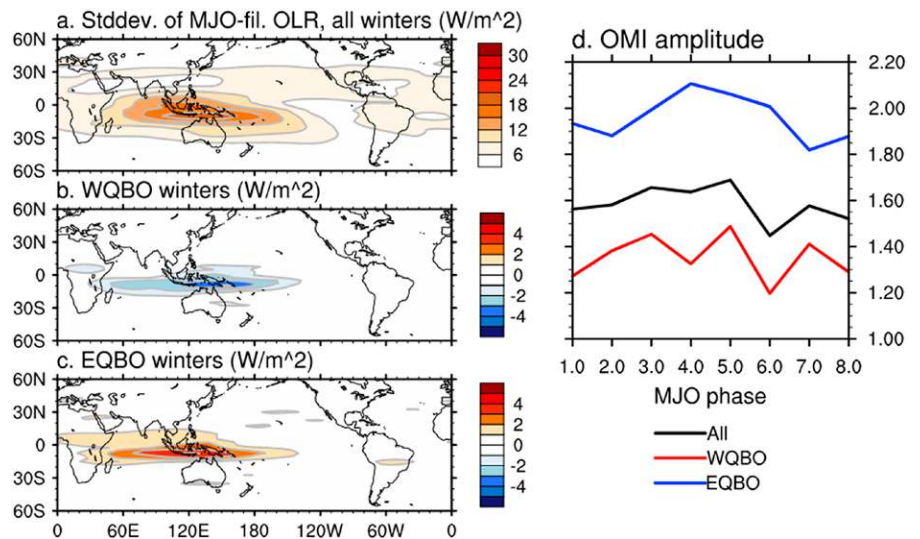 a. Stddev. of MJO-fil. OLR, all winters (W/m^2)
60N
30N
0
30S
60S
30
24
18
12
6
b. WQBO winters (W/m^2)
60N
30N
0
30S
60S
4
2
0
-2
-4
c. EQBO winters (W/m^2)
60N
30N
0
30S
60S
0 60E 120E 180 120W 60W 0
4
2
0
-2
-4
d. OMI amplitude
2.20
2.00
1.80
1.60
1.40
1.20
1.00
1.0 2.0 3.0 4.0 5.0 6.0 7.0 8.0
MJO phase
All
WQBO
EQBO